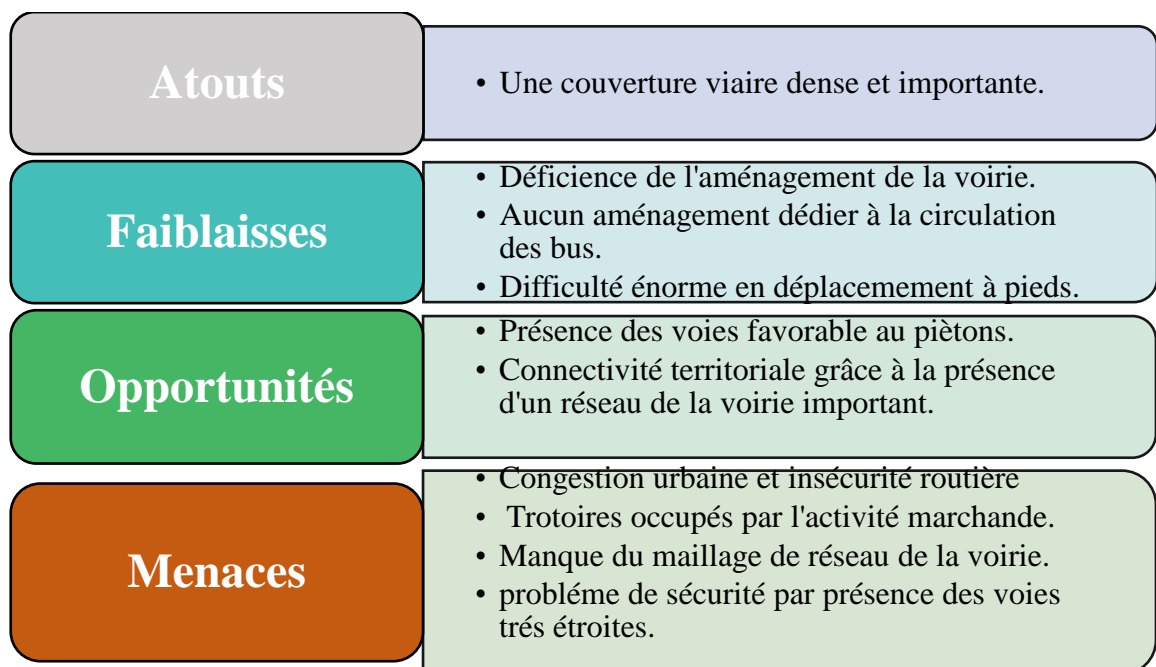 Atouts
• Une couverture viaire dense et importante.
Faiblaisses
• Déficience de l'aménagement de la voirie.
• Aucun aménagement dédier à la circulation
des bus.
• Difficulté énorme en déplacemement à pieds.
Opportunités
• Présence des voies favorable au piètons.
• Connectivité territoriale grâce à la présence
d'un réseau de la voirie important.
Menaces
• Congestion urbaine et insécurité routière
• Trotoires occupés par l'activité marchande.
• Manque du maillage de réseau de la voirie.
• probléme de sécurité par présence des voies
trés étroites.